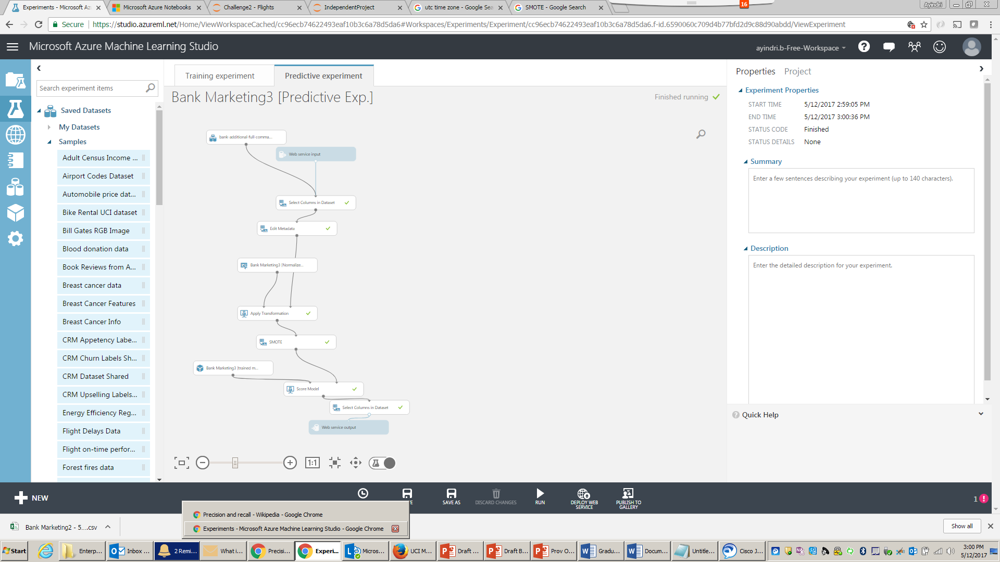 Experiments - Microsoft Az
Microsoft Azure Notebooks
Challenge2 - Flights
IndependentProject
utc time zone - Google Sea
SMOTE - Google Search
16
Ayindri
Secure
https://studio.azureml.net/Home/ViewWorkspaceCached/cc96ecb74622493eaf10b3c6a78d5da6#Workspaces/Experiments/Experiment/cc96ecb74622493eaf10b3c6a78d5da6.f-id.6590060c709d4b77bfd2d9c88d90abdd/ViewExperiment
Microsoft Azure Machine Learning Studio
ayindri.b-Free-Workspace
Search experiment items
Saved Datasets
My Datasets
Samples
Adult Census Income ...
Airport Codes Dataset
Automobile price dat...
Bike Rental UCI dataset
Bill Gates RGB Image
Blood donation data
Book Reviews from A...
Breast cancer data
Breast Cancer Features
Breast Cancer Info
CRM Appetency Labe...
CRM Churn Labels Sh...
CRM Dataset Shared
CRM Upselling Labels...
Energy Efficiency Reg...
Flight Delays Data
Flight on-time perfor...
Forest fires data
Training experiment
Predictive experiment
Bank Marketing3 [Predictive Exp.]
Finished running
bank-additional-full-comma...
Web service input
Select Columns in Dataset
Edit Metadata
Bank Marketing3 [Normalize...
Apply Transformation
SMOTE
Bank Marketing3 [trained m...
Score Model
Select Columns in Dataset
Web service output
1:1
Properties
Project
Experiment Properties
START TIME 5/12/2017 2:59:05 PM
END TIME 5/12/2017 3:00:36 PM
STATUS CODE Finished
STATUS DETAILS None
Summary
Enter a few sentences describing your experiment (up to 140 characters).
Description
Enter the detailed description for your experiment.
Quick Help
NEW
SAVE AS
DISCARD CHANGES
RUN
DEPLOY WEB SERVICE
PUBLISH TO GALLERY
1
Precision and recall - Wikipedia - Google Chrome
Experiments - Microsoft Azure Machine Learning Studio - Google Chrome
Bank Marketing2 - 5....csv
Show all
Start
Enterp...
Inbox ...
2 Remi...
What i...
Precisi...
Experi...
Micros...
UCI M...
Draft ...
Draft B...
Prov O...
Gradu...
Docum...
Untitle...
Cisco J...
3:00 PM
5/12/2017